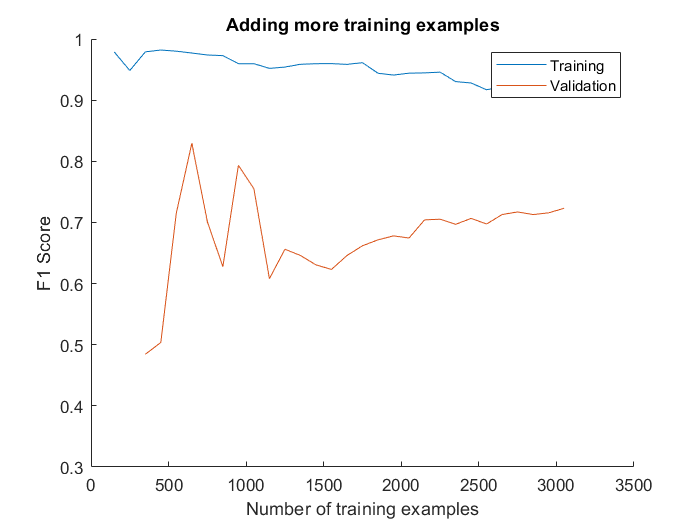 Adding more training examples
1
0.9
0.8
0.7
0.6
0.5
0.4
0.3
F1 Score
Training
Validation
0 500 1000 1500 2000 2500 3000 3500
Number of training examples